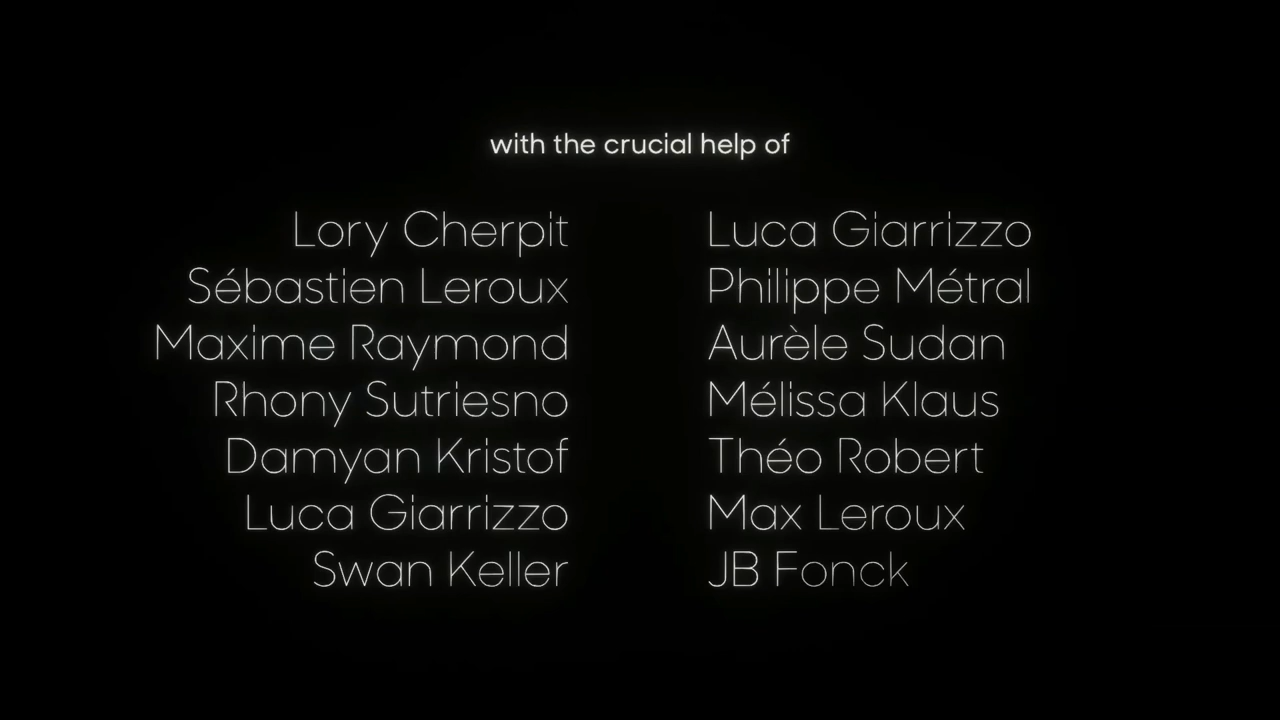 with the crucial help of
Lory Cherpit
Sébastien Leroux
Maxime Raymond
Rhony Sutriesno
Damyan Kristof
Luca Giarrizzo
Swan Keller
Luca Giarrizzo
Philippe Métral
Aurèle Sudan
Mélissa Klaus
Théo Robert
Max Leroux
JB Fonck